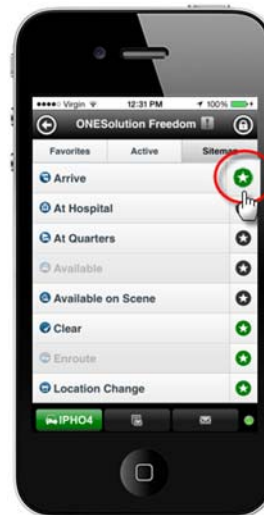 Virgin 12:31 PM 100%
ONESolution Freedom
Favorites Active Sitemap
Arrive
At Hospital
At Quarters
Available
Available on Scene
Clear
Enroute
Location Change
IPHO4